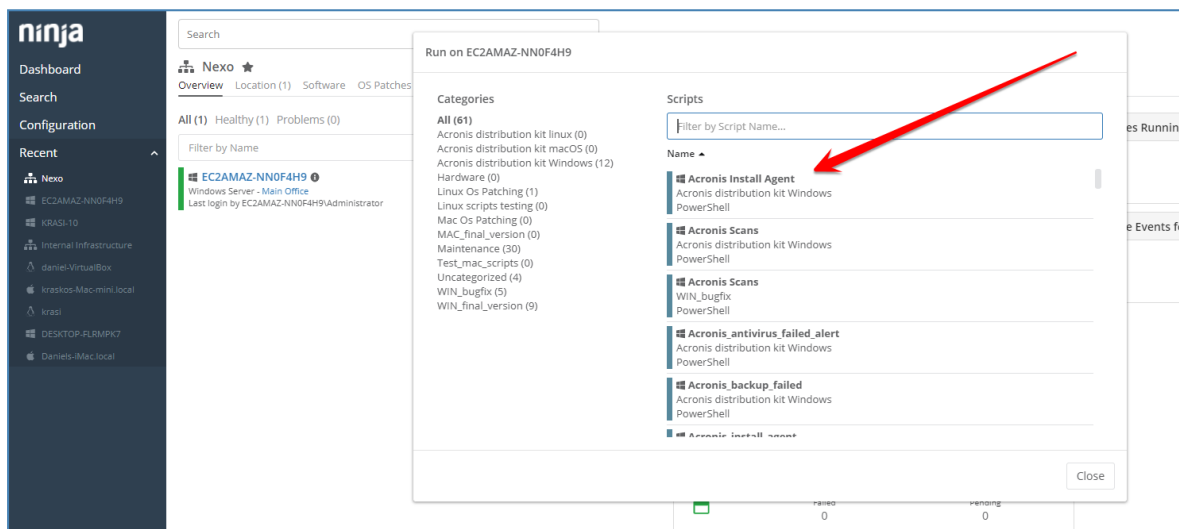 ninja
Dashboard
Search
Configuration
Recent
Nexo
EC2AMAZ-NN0F4H9
KRASI-10
Internal Infrastructure
daniel-VirtualBox
kraskos-Mac-mini.local
krasi
DESKTOP-FLRMPK7
Daniels-iMac.local
Search
Nexo
Overview Location (1) Software OS Patches
All (1) Healthy (1) Problems (0)
Filter by Name
EC2AMAZ-NN0F4H9
Windows Server - Main Office
Last login by EC2AMAZ-NN0F4H9\Administrator
Run on EC2AMAZ-NN0F4H9
Categories
All (61)
Acronis distribution kit linux (0)
Acronis distribution kit macOS (0)
Acronis distribution kit Windows (12)
Hardware (0)
Linux Os Patching (1)
Linux scripts testing (0)
Mac Os Patching (0)
MAC_final_version (0)
Maintenance (30)
Test_mac_scripts (0)
Uncategorized (4)
WIN_bugfix (5)
WIN_final_version (9)
Scripts
Filter by Script Name...
Name
Acronis Install Agent
Acronis distribution kit Windows
PowerShell
Acronis Scans
Acronis distribution kit Windows
PowerShell
Acronis Scans
WIN_bugfix
PowerShell
Acronis_antivirus_failed_alert
Acronis distribution kit Windows
PowerShell
Acronis_backup_failed
Acronis distribution kit Windows
PowerShell
Acronis_install_agent
Close
es Runnin
e Events f
Failed
0
Pending
0